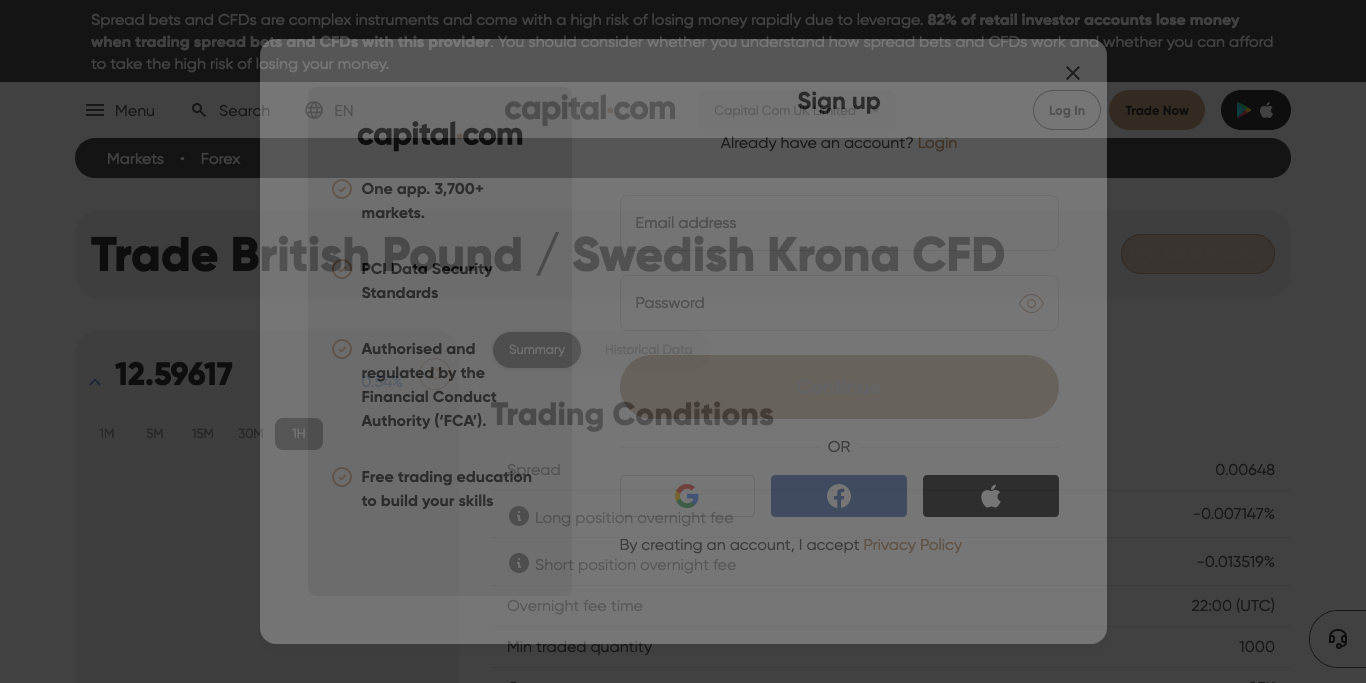 Spread bets and CFDs are complex instruments and come with a high risk of losing money rapidly due to leverage. 82% of retail investor accounts lose money
when trading spread bets and CFDs with this provider. You should consider whether you understand how spread bets and CFDs work and whether you can afford
to take the high risk of losing your money.
Menu
Search
EN
capital.com
Capital Com UK Limited
Log In
Trade Now
Markets
Forex
Trade British Pound / Swedish Krona CFD
12.59617
0.54%
1M
5M
15M
30M
1H
Summary
Historical Data
Trading Conditions
Spread
0.00648
Long position overnight fee
-0.007147%
Short position overnight fee
-0.013519%
Overnight fee time
22:00 (UTC)
Min traded quantity
1000
capital.com
One app. 3,700+
markets.
PCI Data Security
Standards
Authorised and
regulated by the
Financial Conduct
Authority (‘FCA’).
Free trading education
to build your skills
Sign up
Already have an account? Login
Email address
Password
OR
By creating an account, I accept Privacy Policy